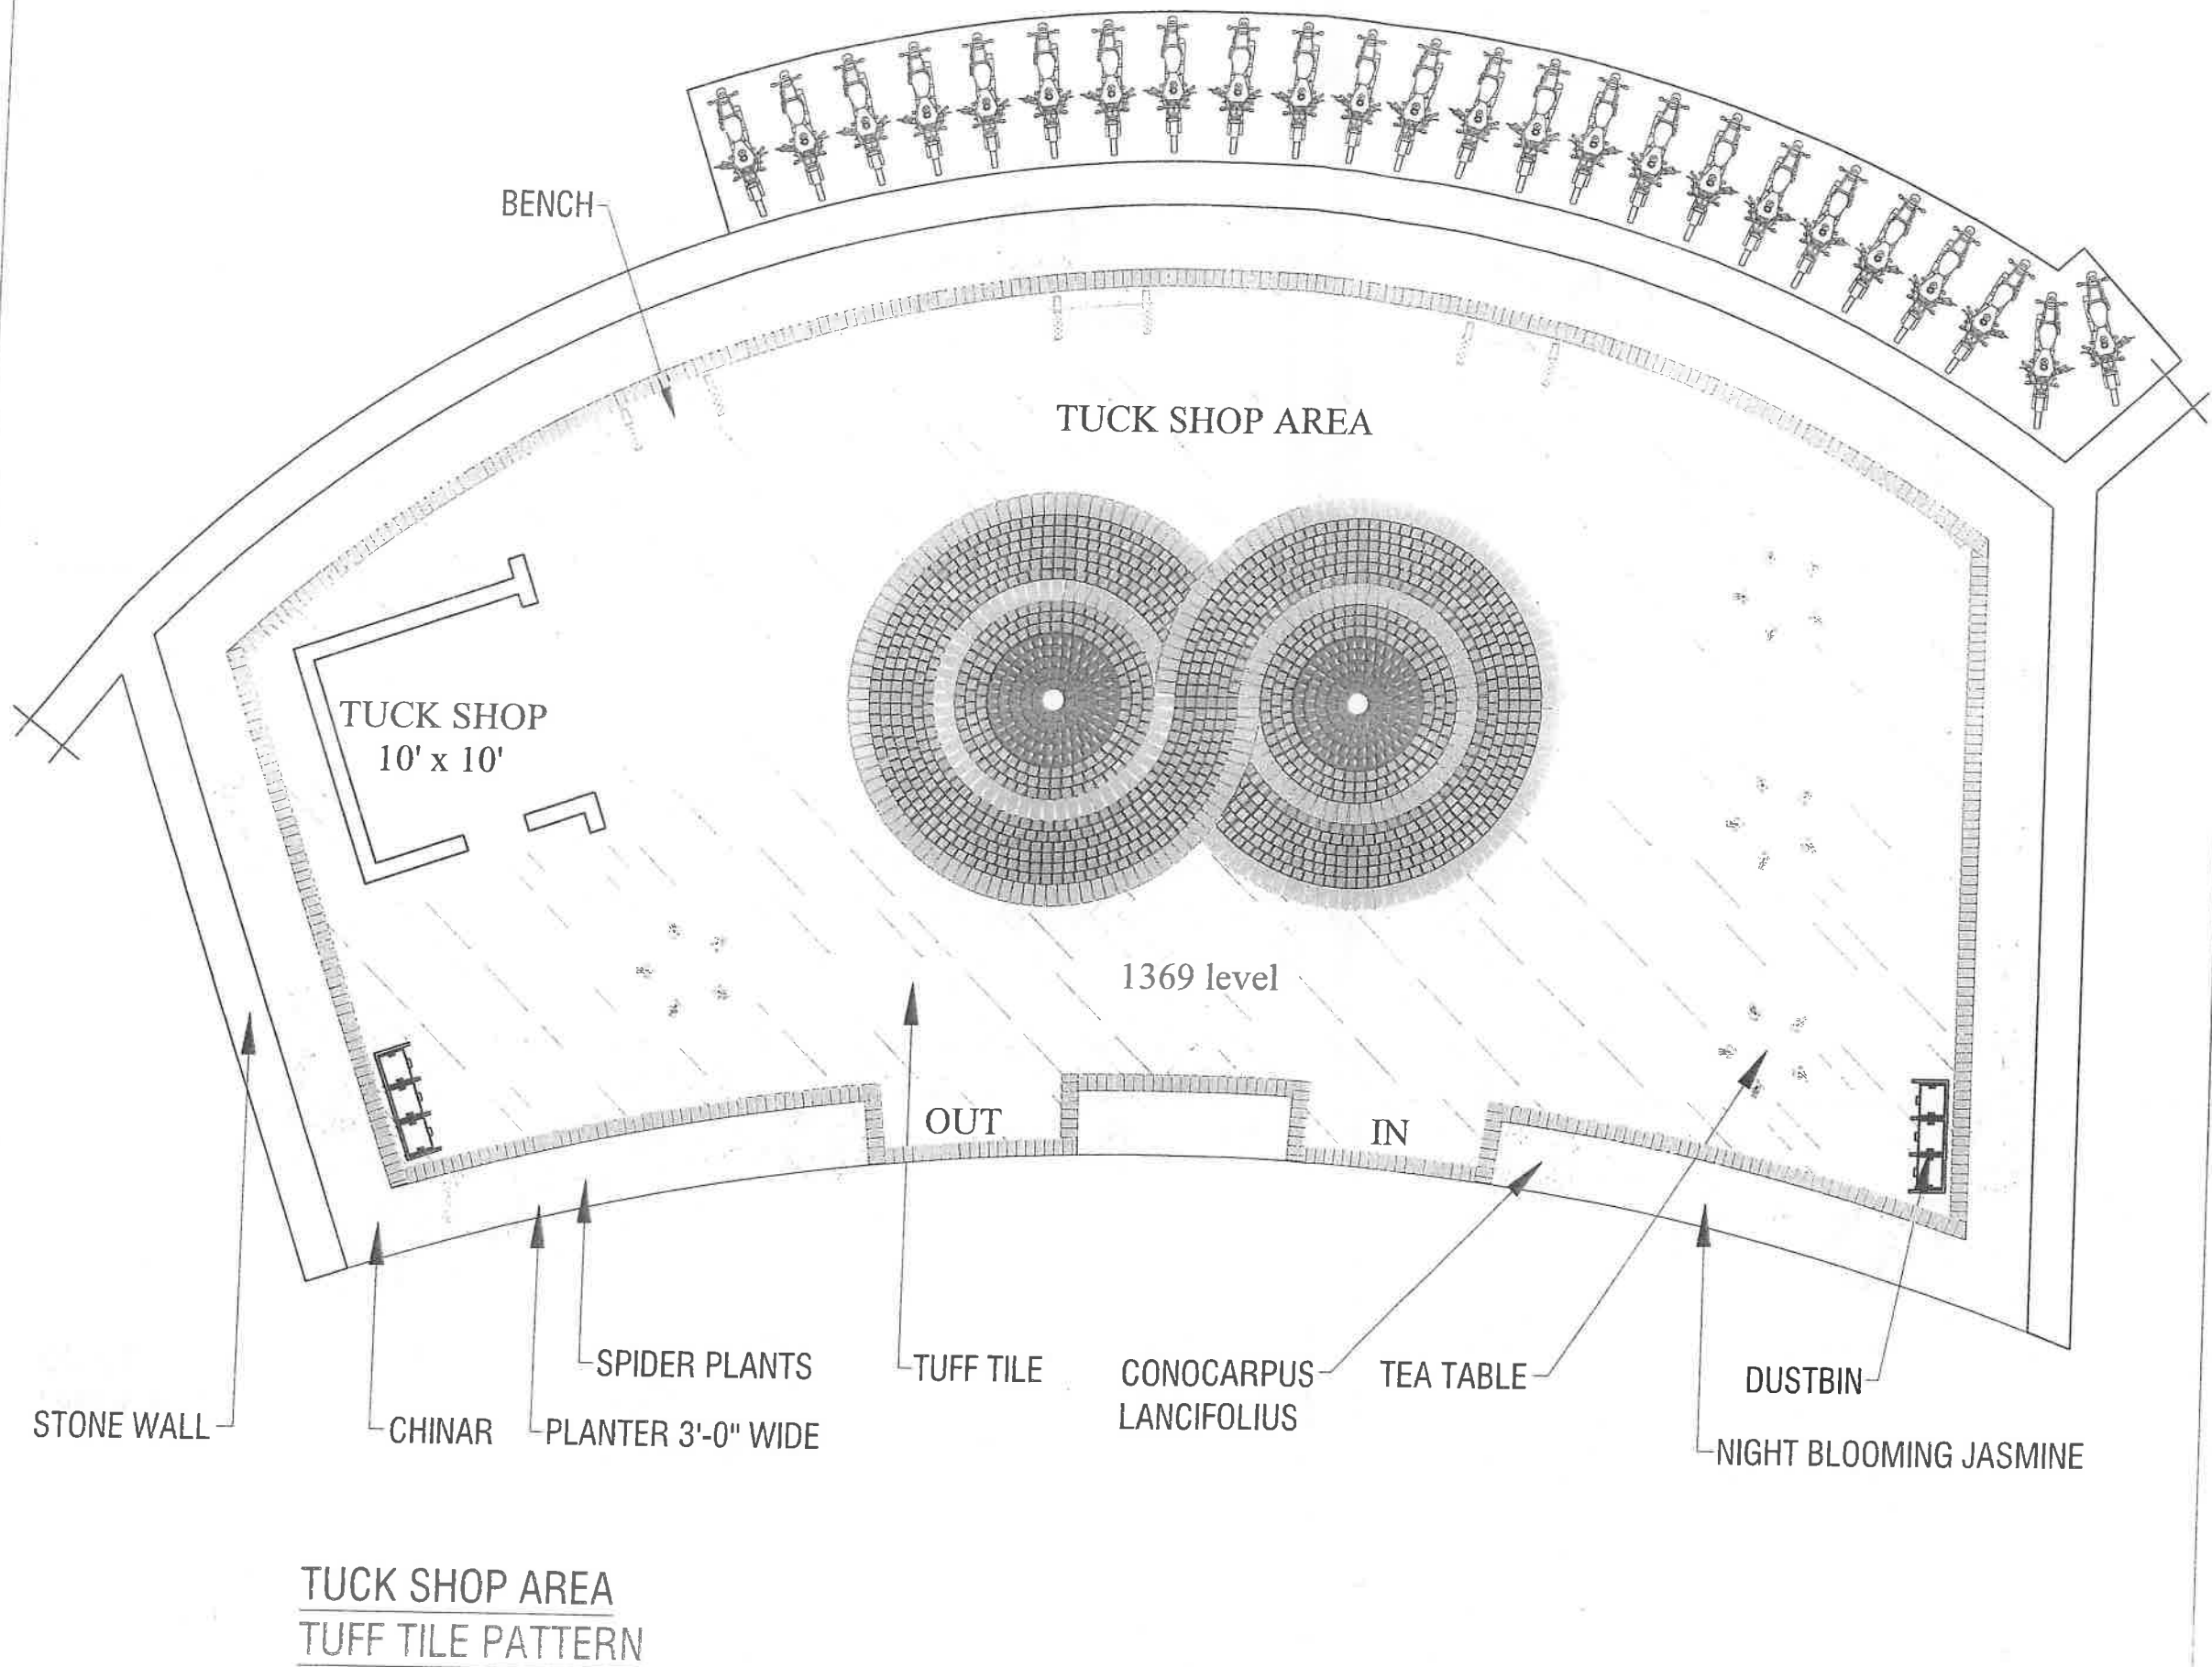 BENCH
TUCK SHOP AREA
TUCK SHOP
10' x 10'
1369 level
OUT
IN
SPIDER PLANTS
TUFF TILE
CONOCARPUS
LANCIFOLIUS
TEA TABLE
DUSTBIN
STONE WALL
CHINAR
PLANTER 3'-0" WIDE
NIGHT BLOOMING JASMINE
TUCK SHOP AREA
TUFF TILE PATTERN